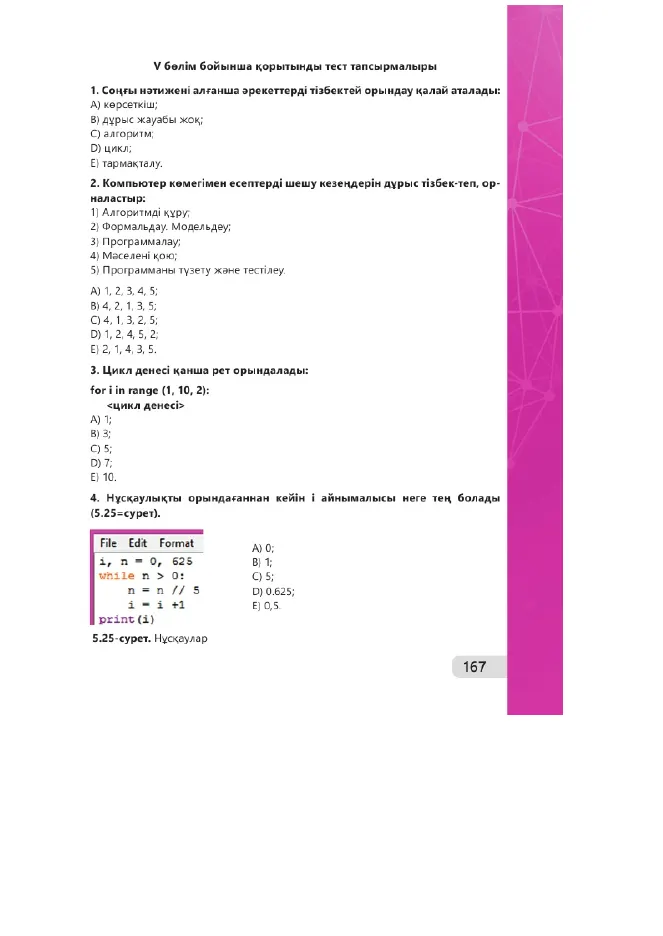 V бөлім бойынша қорытынды тест тапсырмалыры
1. Соңғы нәтижені алғанша әрекеттерді тізбектей орындау қалай аталады:
A) көрсеткіш;
B) дұрыс жауабы жоқ;
C) алгоритм;
D) цикл;
E) тармақталу.
2. Компьютер көмегімен есептерді шешу кезеңдерін дұрыс тізбек-теп, ор-
наластыр:
1) Алгоритмді құру;
2) Формальдау. Модельдеу;
3) Программалау;
4) Мәселені қою;
5) Программаны түзету және тестілеу.
A) 1, 2, 3, 4, 5;
B) 4, 2, 1, 3, 5;
C) 4, 1, 3, 2, 5;
D) 1, 2, 4, 5, 2;
E) 2, 1, 4, 3, 5.
3. Цикл денесі қанша рет орындалады:
for i in range (1, 10, 2):
<цикл денесі>
A) 1;
B) 3;
C) 5;
D) 7;
E) 10.
4. Нұсқаулықты орындағаннан кейін i айнымалысы неге тең болады
(5.25=сурет).
File Edit Format
i, n = 0, 625
while n > 0:
n = n // 5
i = i +1
print(i)
A) 0;
B) 1;
C) 5;
D) 0.625;
E) 0,5.
5.25-сурет. Нұсқаулар
167